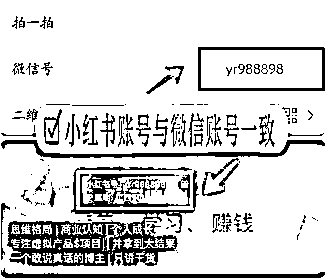 拍一拍
微信号
yr988898
二维
小红书账号与微信账号一致
学习、赚钱
思维格局 | 商业认知 | 个人成长
专注虚拟产品&项目 | 并拿到大结果
一个敢说真话的博主 | 只讲干货